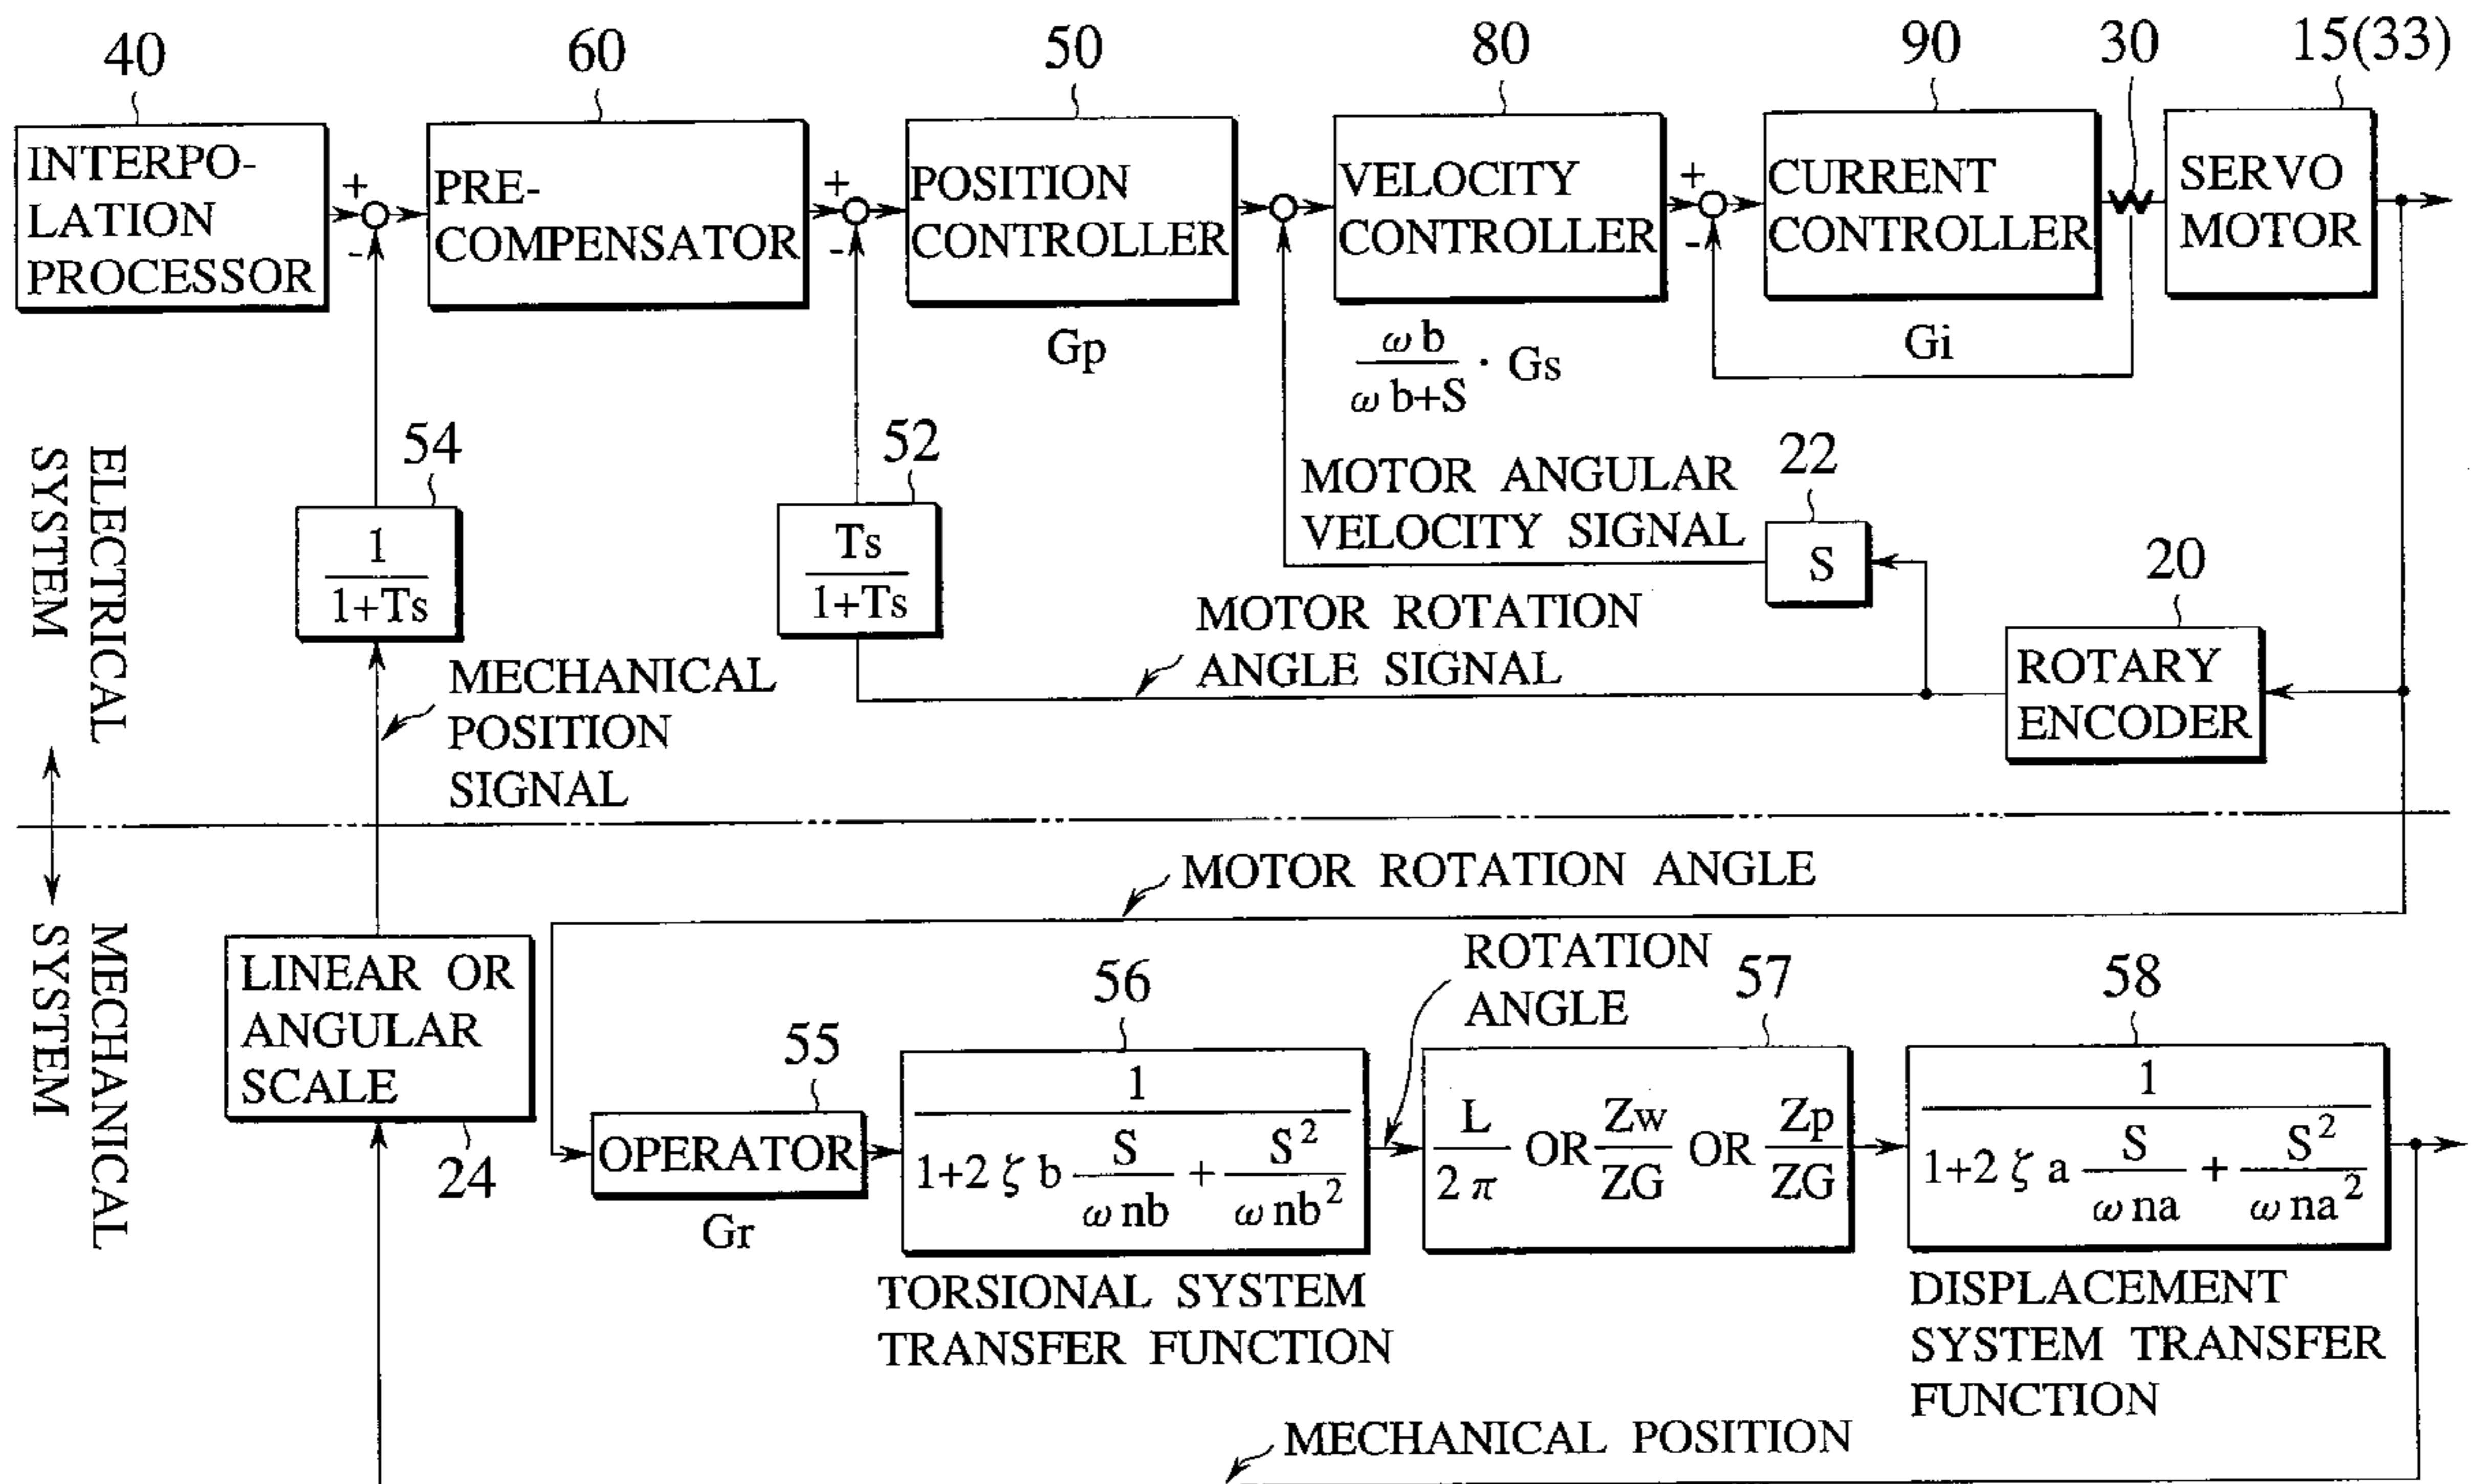 40
60
50
80
90
30
15(33)
INTERPO-
LATION
PROCESSOR
+
-
PRE-
COMPENSATOR
+
-
POSITION
CONTROLLER
Gp
VELOCITY
CONTROLLER
ω b
ω b+S
· Gs
+
-
CURRENT
CONTROLLER
Gi
SERVO
MOTOR
ELECTRICAL
SYSTEM
54
1
1+Ts
52
Ts
1+Ts
MOTOR ANGULAR
VELOCITY SIGNAL
22
S
MOTOR ROTATION
ANGLE SIGNAL
20
ROTARY
ENCODER
MECHANICAL
POSITION
SIGNAL
MECHANICAL
SYSTEM
MOTOR ROTATION ANGLE
LINEAR OR
ANGULAR
SCALE
24
55
OPERATOR
Gr
56
1
1+2 ζ b S/ω nb + S²/ω nb²
TORSIONAL SYSTEM
TRANSFER FUNCTION
ROTATION
ANGLE
57
L/2 π OR Zw/ZG OR Zp/ZG
58
1
1+2 ζ a S/ω na + S²/ω na²
DISPLACEMENT
SYSTEM TRANSFER
FUNCTION
MECHANICAL POSITION